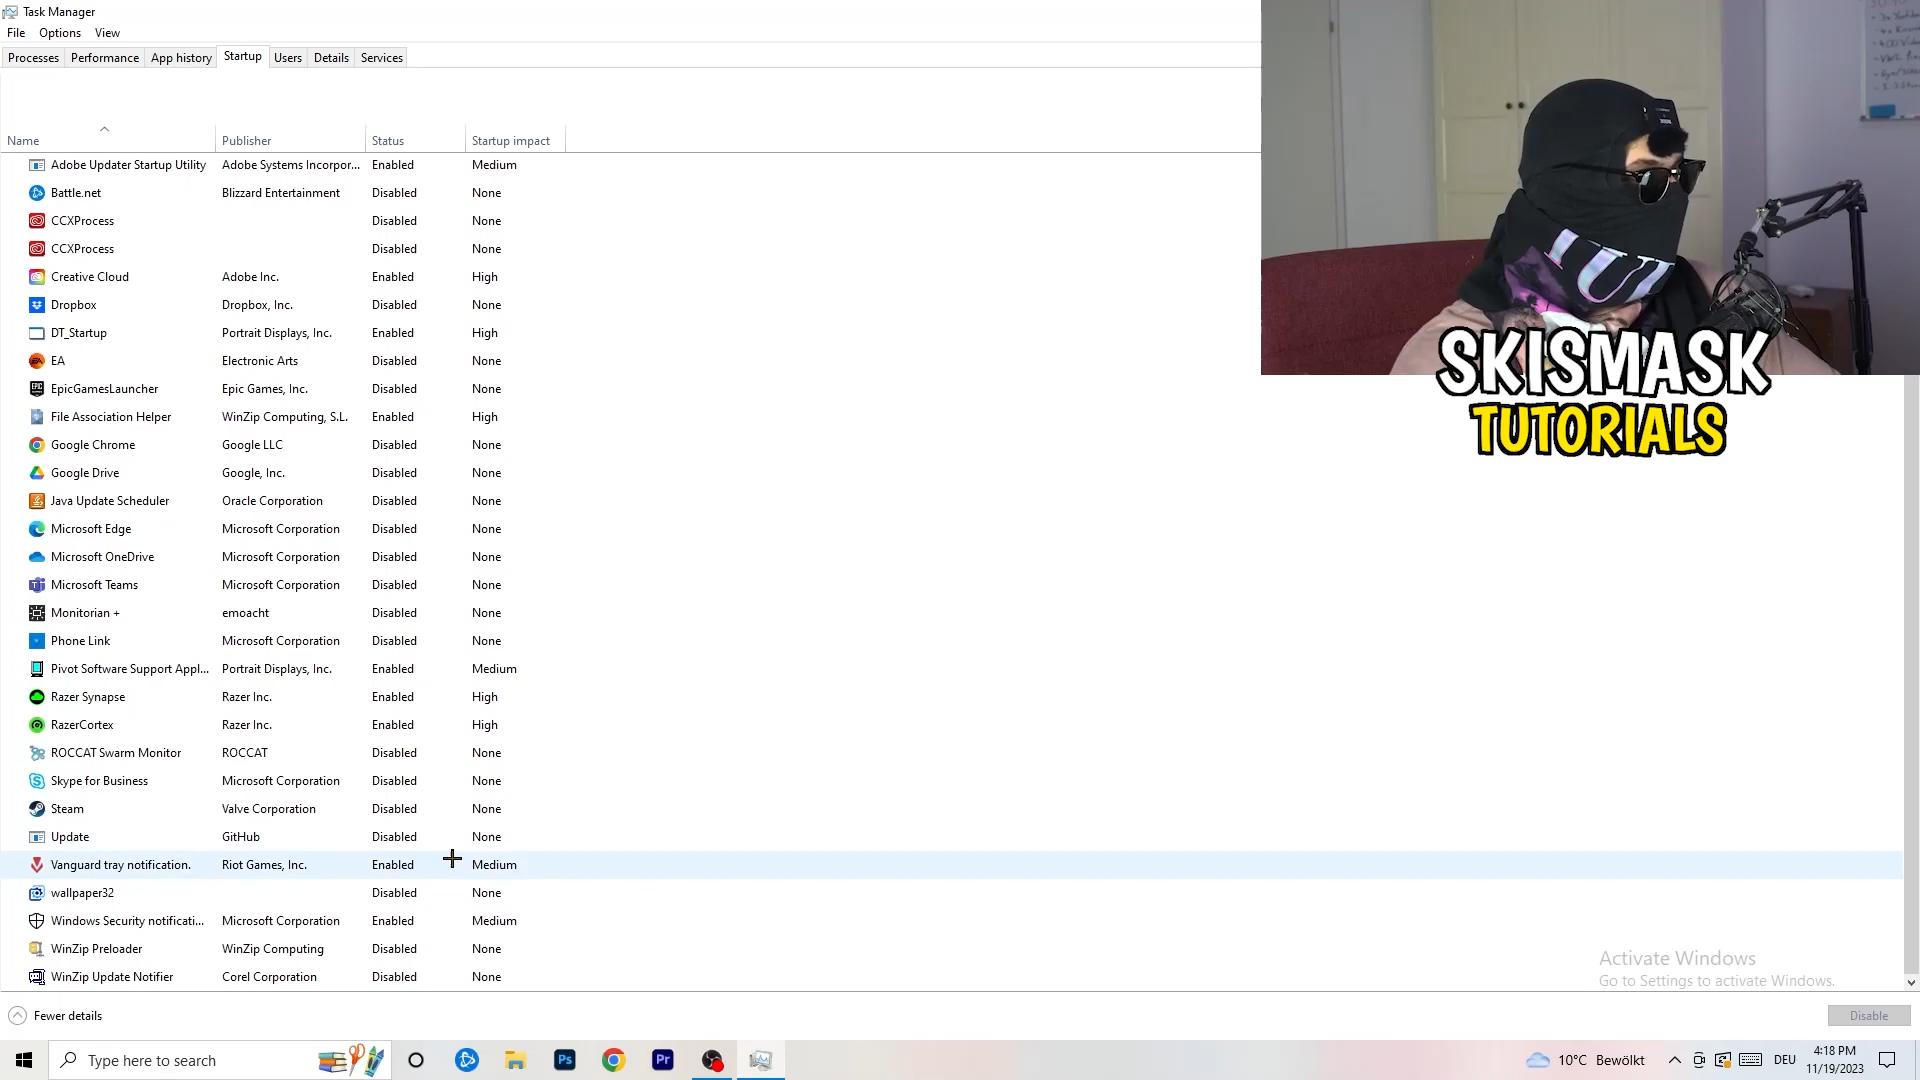 Task Manager
File Options View
Processes Performance App history Startup Users Details Services
Name Publisher Status Startup impact
Adobe Updater Startup Utility Adobe Systems Incorpor... Enabled Medium
Battle.net Blizzard Entertainment Disabled None
CCXProcess Disabled None
CCXProcess Disabled None
Creative Cloud Adobe Inc. Enabled High
Dropbox Dropbox, Inc. Disabled None
DT_Startup Portrait Displays, Inc. Enabled High
EA Electronic Arts Disabled None
EpicGamesLauncher Epic Games, Inc. Disabled None
File Association Helper WinZip Computing, S.L. Enabled High
Google Chrome Google LLC Disabled None
Google Drive Google, Inc. Disabled None
Java Update Scheduler Oracle Corporation Disabled None
Microsoft Edge Microsoft Corporation Disabled None
Microsoft OneDrive Microsoft Corporation Disabled None
Microsoft Teams Microsoft Corporation Disabled None
Monitorian + emoacht Disabled None
Phone Link Microsoft Corporation Disabled None
Pivot Software Support Appl... Portrait Displays, Inc. Enabled Medium
Razer Synapse Razer Inc. Enabled High
RazerCortex Razer Inc. Enabled High
ROCCAT Swarm Monitor ROCCAT Disabled None
Skype for Business Microsoft Corporation Disabled None
Steam Valve Corporation Disabled None
Update GitHub Disabled None
Vanguard tray notification. Riot Games, Inc. Enabled Medium
wallpaper32 Disabled None
Windows Security notificati... Microsoft Corporation Enabled Medium
WinZip Preloader WinZip Computing Disabled None
WinZip Update Notifier Corel Corporation Disabled None
SKISMASK
TUTORIALS
Activate Windows
Go to Settings to activate Windows.
Fewer details
Disable
Type here to search
Ps
Pr
10°C Bewölkt
DEU
4:18 PM
11/19/2023